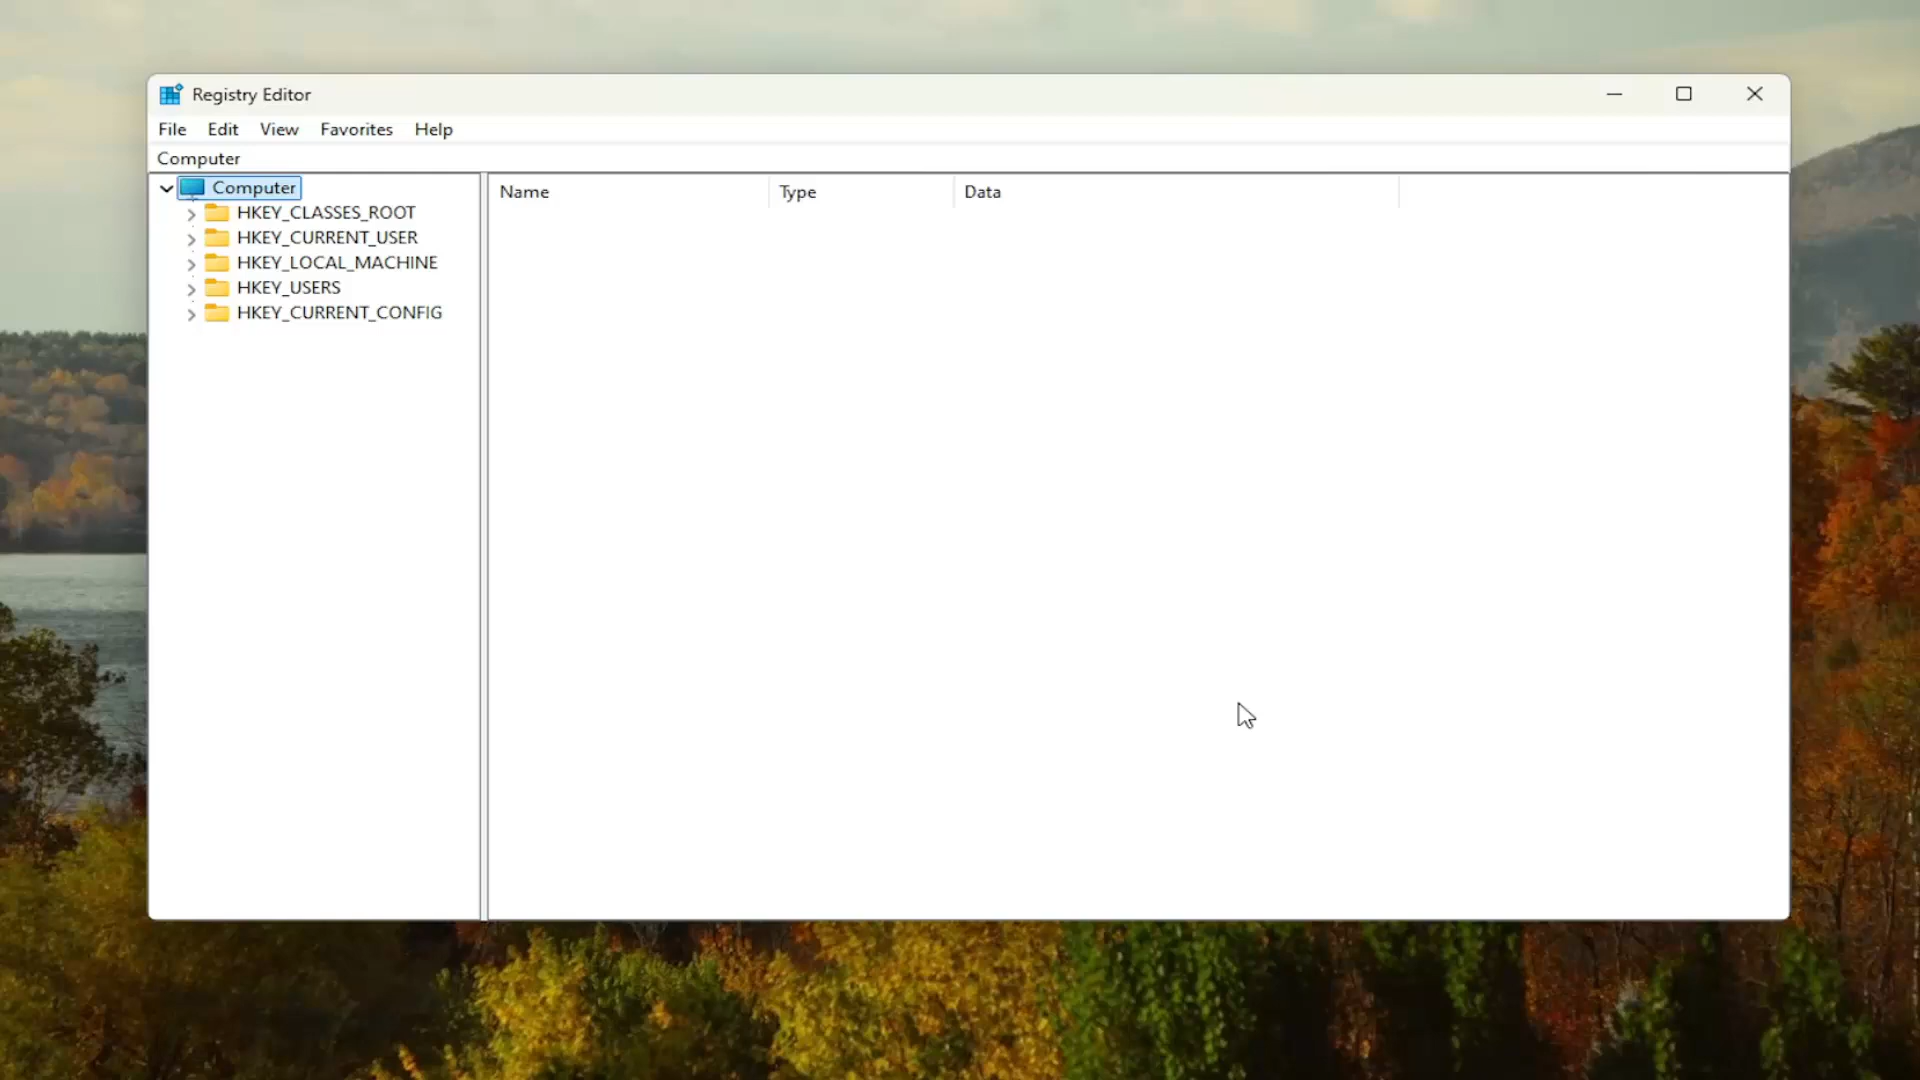 Registry Editor
File Edit View Favorites Help
Computer
Computer
HKEY_CLASSES_ROOT
HKEY_CURRENT_USER
HKEY_LOCAL_MACHINE
HKEY_USERS
HKEY_CURRENT_CONFIG
Name Type Data